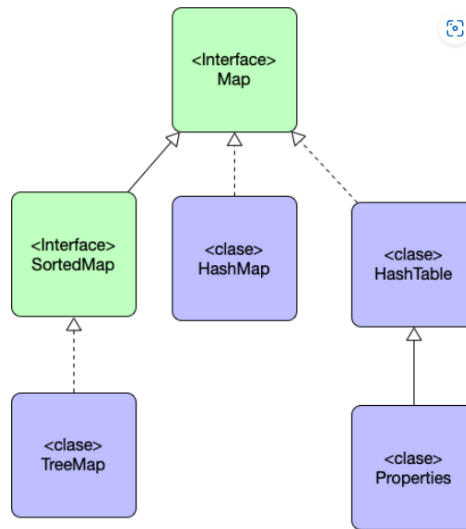 <Interface>
Map
<Interface>
SortedMap
<clase>
HashMap
<clase>
HashTable
<clase>
TreeMap
<clase>
Properties